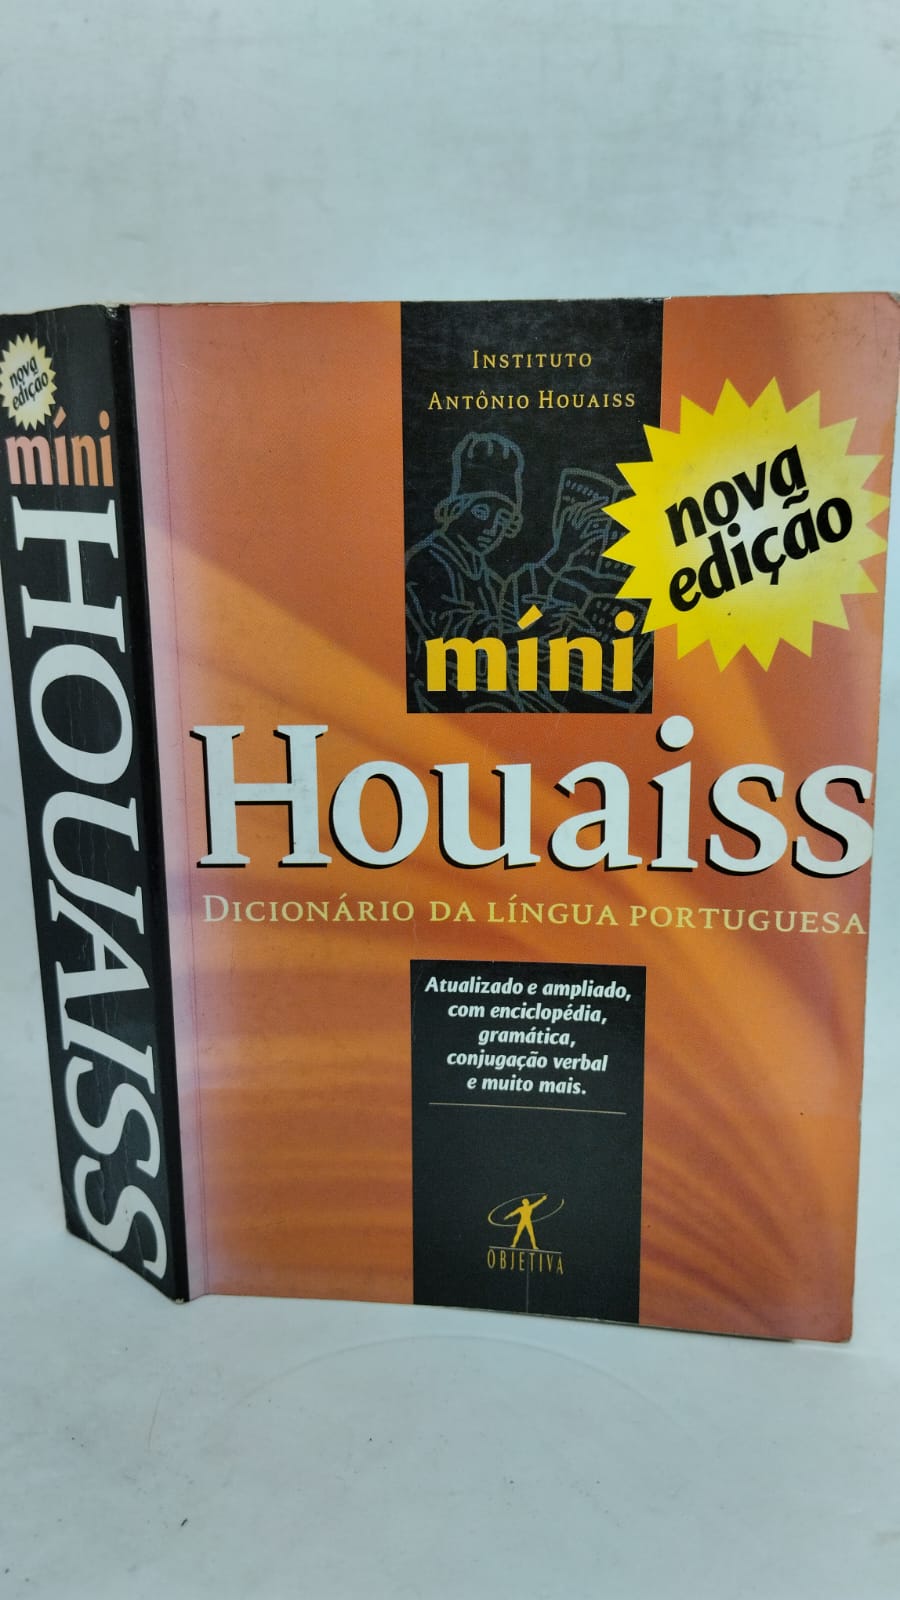 nova
edição
míni
HOUAISS
INSTITUTO
ANTÔNIO HOUAISS
nova
edição
míni
Houaiss
DICIONÁRIO DA LÍNGUA PORTUGUESA
Atualizado e ampliado,
com enciclopédia,
gramática,
conjugação verbal
e muito mais.
OBJETIVA